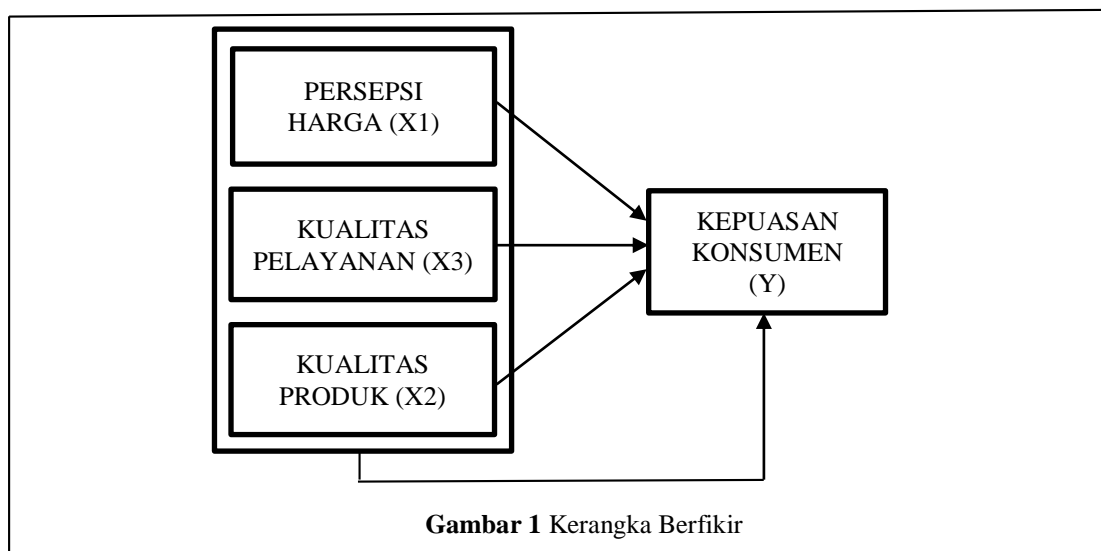 PERSEPSI
HARGA (X1)
KUALITAS
PELAYANAN (X3)
KUALITAS
PRODUK (X2)
KEPUASAN
KONSUMEN
(Y)
Gambar 1 Kerangka Berfikir